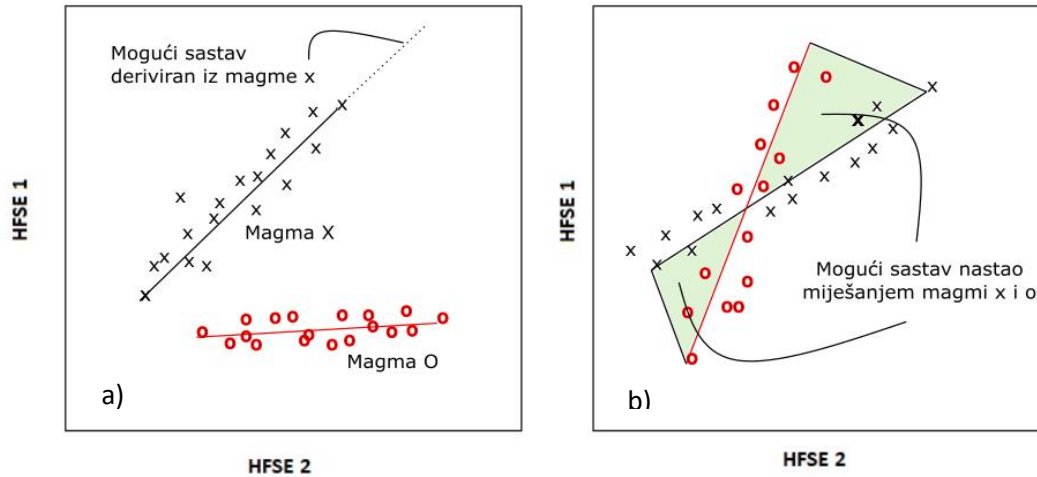 Mogući sastav
deriviran iz magme x
Magma X
Magma O
a)
HFSE 1
HFSE 2
Mogući sastav nastao
miješanjem magmi x i o
b)
HFSE 1
HFSE 2